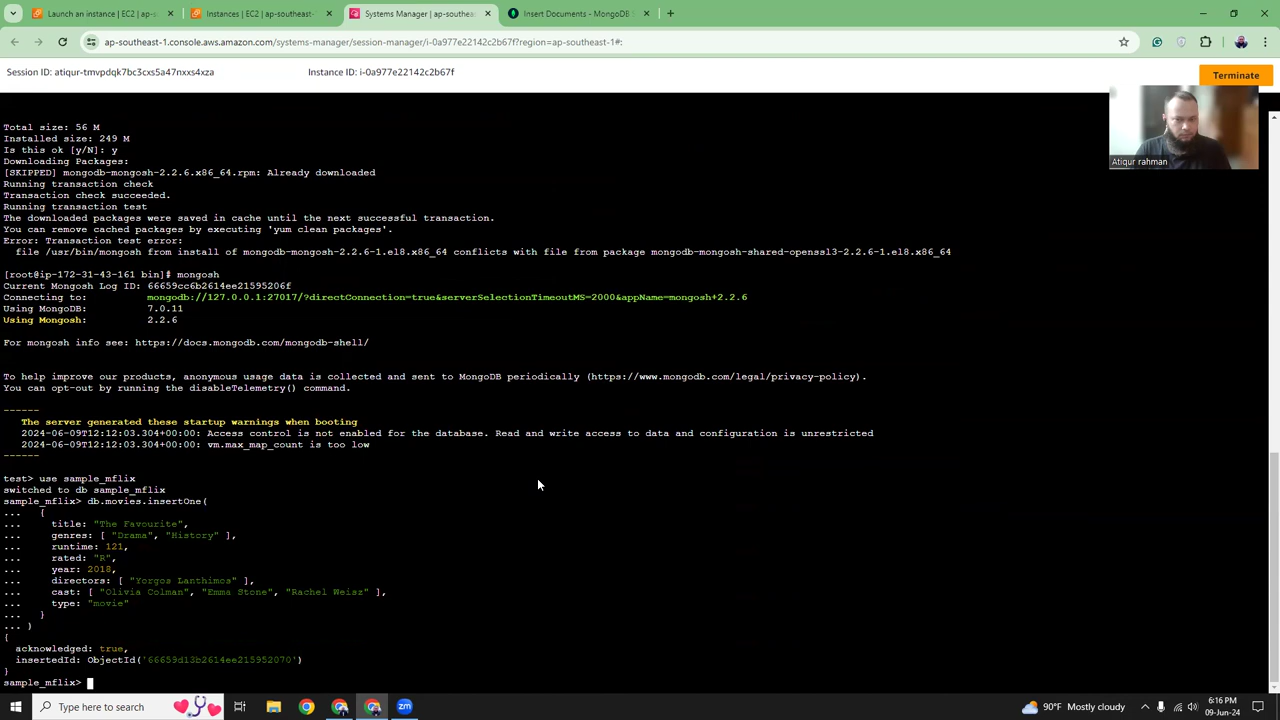 Launch an instance | EC2 | ap-s
Instances | EC2 | ap-southeast-
Systems Manager | ap-southeas
Insert Documents - MongoDB S
ap-southeast-1.console.aws.amazon.com/systems-manager/session-manager/i-0a977e22142c2b67f?region=ap-southeast-1#:
Session ID: atiqur-tmvpdqk7bc3cxs5a47nxxs4xza
Instance ID: i-0a977e22142c2b67f
Terminate
Atiqur rahman
Total size: 56 M
Installed size: 249 M
Is this ok [y/N]: y
Downloading Packages:
[SKIPPED] mongodb-mongosh-2.2.6.x86_64.rpm: Already downloaded
Running transaction check
Transaction check succeeded.
Running transaction test
The downloaded packages were saved in cache until the next successful transaction.
You can remove cached packages by executing 'yum clean packages'.
Error: Transaction test error:
  file /usr/bin/mongosh from install of mongodb-mongosh-2.2.6-1.el8.x86_64 conflicts with file from package mongodb-mongosh-shared-openssl3-2.2.6-1.el8.x86_64
[root@ip-172-31-43-161 bin]# mongosh
Current Mongosh Log ID: 66659cc6b2614ee21595206f
Connecting to: mongodb://127.0.0.1:27017/?directConnection=true&serverSelectionTimeoutMS=2000&appName=mongosh+2.2.6
Using MongoDB: 7.0.11
Using Mongosh: 2.2.6
For mongosh info see: https://docs.mongodb.com/mongodb-shell/
To help improve our products, anonymous usage data is collected and sent to MongoDB periodically (https://www.mongodb.com/legal/privacy-policy).
You can opt-out by running the disableTelemetry() command.
------
   The server generated these startup warnings when booting
   2024-06-09T12:12:03.304+00:00: Access control is not enabled for the database. Read and write access to data and configuration is unrestricted
   2024-06-09T12:12:03.304+00:00: vm.max_map_count is too low
------
test> use sample_mflix
switched to db sample_mflix
sample_mflix> db.movies.insertOne(
...   {
...     title: "The Favourite",
...     genres: [ "Drama", "History" ],
...     runtime: 121,
...     rated: "R",
...     year: 2018,
...     directors: [ "Yorgos Lanthimos" ],
...     cast: [ "Olivia Colman", "Emma Stone", "Rachel Weisz" ],
...     type: "movie"
...   }
... )
{
  acknowledged: true,
  insertedId: ObjectId('66659d13b2614ee215952070')
}
sample_mflix>
Type here to search
90°F Mostly cloudy
6:16 PM
09-Jun-24